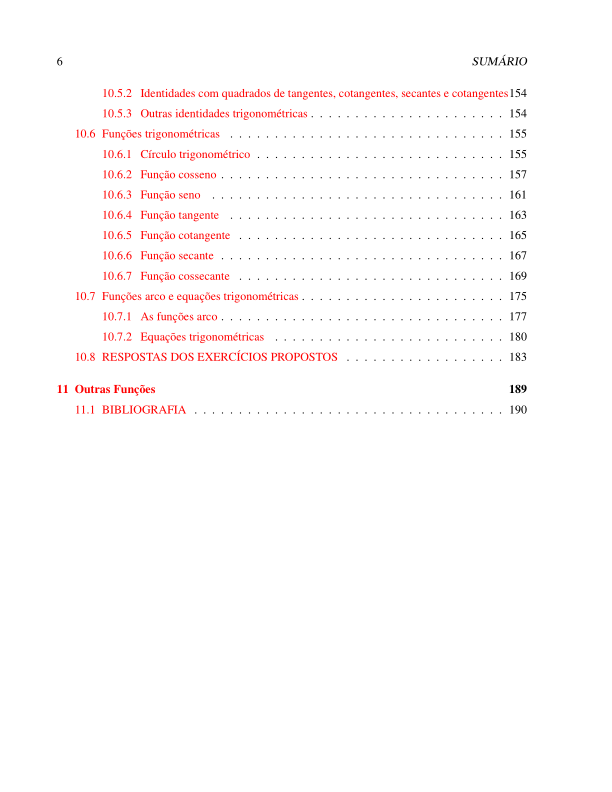 6 SUMÁRIO
10.5.2 Identidades com quadrados de tangentes, cotangentes, secantes e cotangentes154
10.5.3 Outras identidades trigonométricas . . . . . . . . . . . . . . . . . . . . . . 154
10.6 Funções trigonométricas . . . . . . . . . . . . . . . . . . . . . . . . . . . . . . . 155
10.6.1 Círculo trigonométrico . . . . . . . . . . . . . . . . . . . . . . . . . . . . 155
10.6.2 Função cosseno . . . . . . . . . . . . . . . . . . . . . . . . . . . . . . . . 157
10.6.3 Função seno . . . . . . . . . . . . . . . . . . . . . . . . . . . . . . . . . 161
10.6.4 Função tangente . . . . . . . . . . . . . . . . . . . . . . . . . . . . . . . 163
10.6.5 Função cotangente . . . . . . . . . . . . . . . . . . . . . . . . . . . . . . 165
10.6.6 Função secante . . . . . . . . . . . . . . . . . . . . . . . . . . . . . . . . 167
10.6.7 Função cossecante . . . . . . . . . . . . . . . . . . . . . . . . . . . . . . 169
10.7 Funções arco e equações trigonométricas . . . . . . . . . . . . . . . . . . . . . . . 175
10.7.1 As funções arco . . . . . . . . . . . . . . . . . . . . . . . . . . . . . . . . 177
10.7.2 Equações trigonométricas . . . . . . . . . . . . . . . . . . . . . . . . . . 180
10.8 RESPOSTAS DOS EXERCÍCIOS PROPOSTOS . . . . . . . . . . . . . . . . . . 183
11 Outras Funções 189
11.1 BIBLIOGRAFIA . . . . . . . . . . . . . . . . . . . . . . . . . . . . . . . . . . . 190